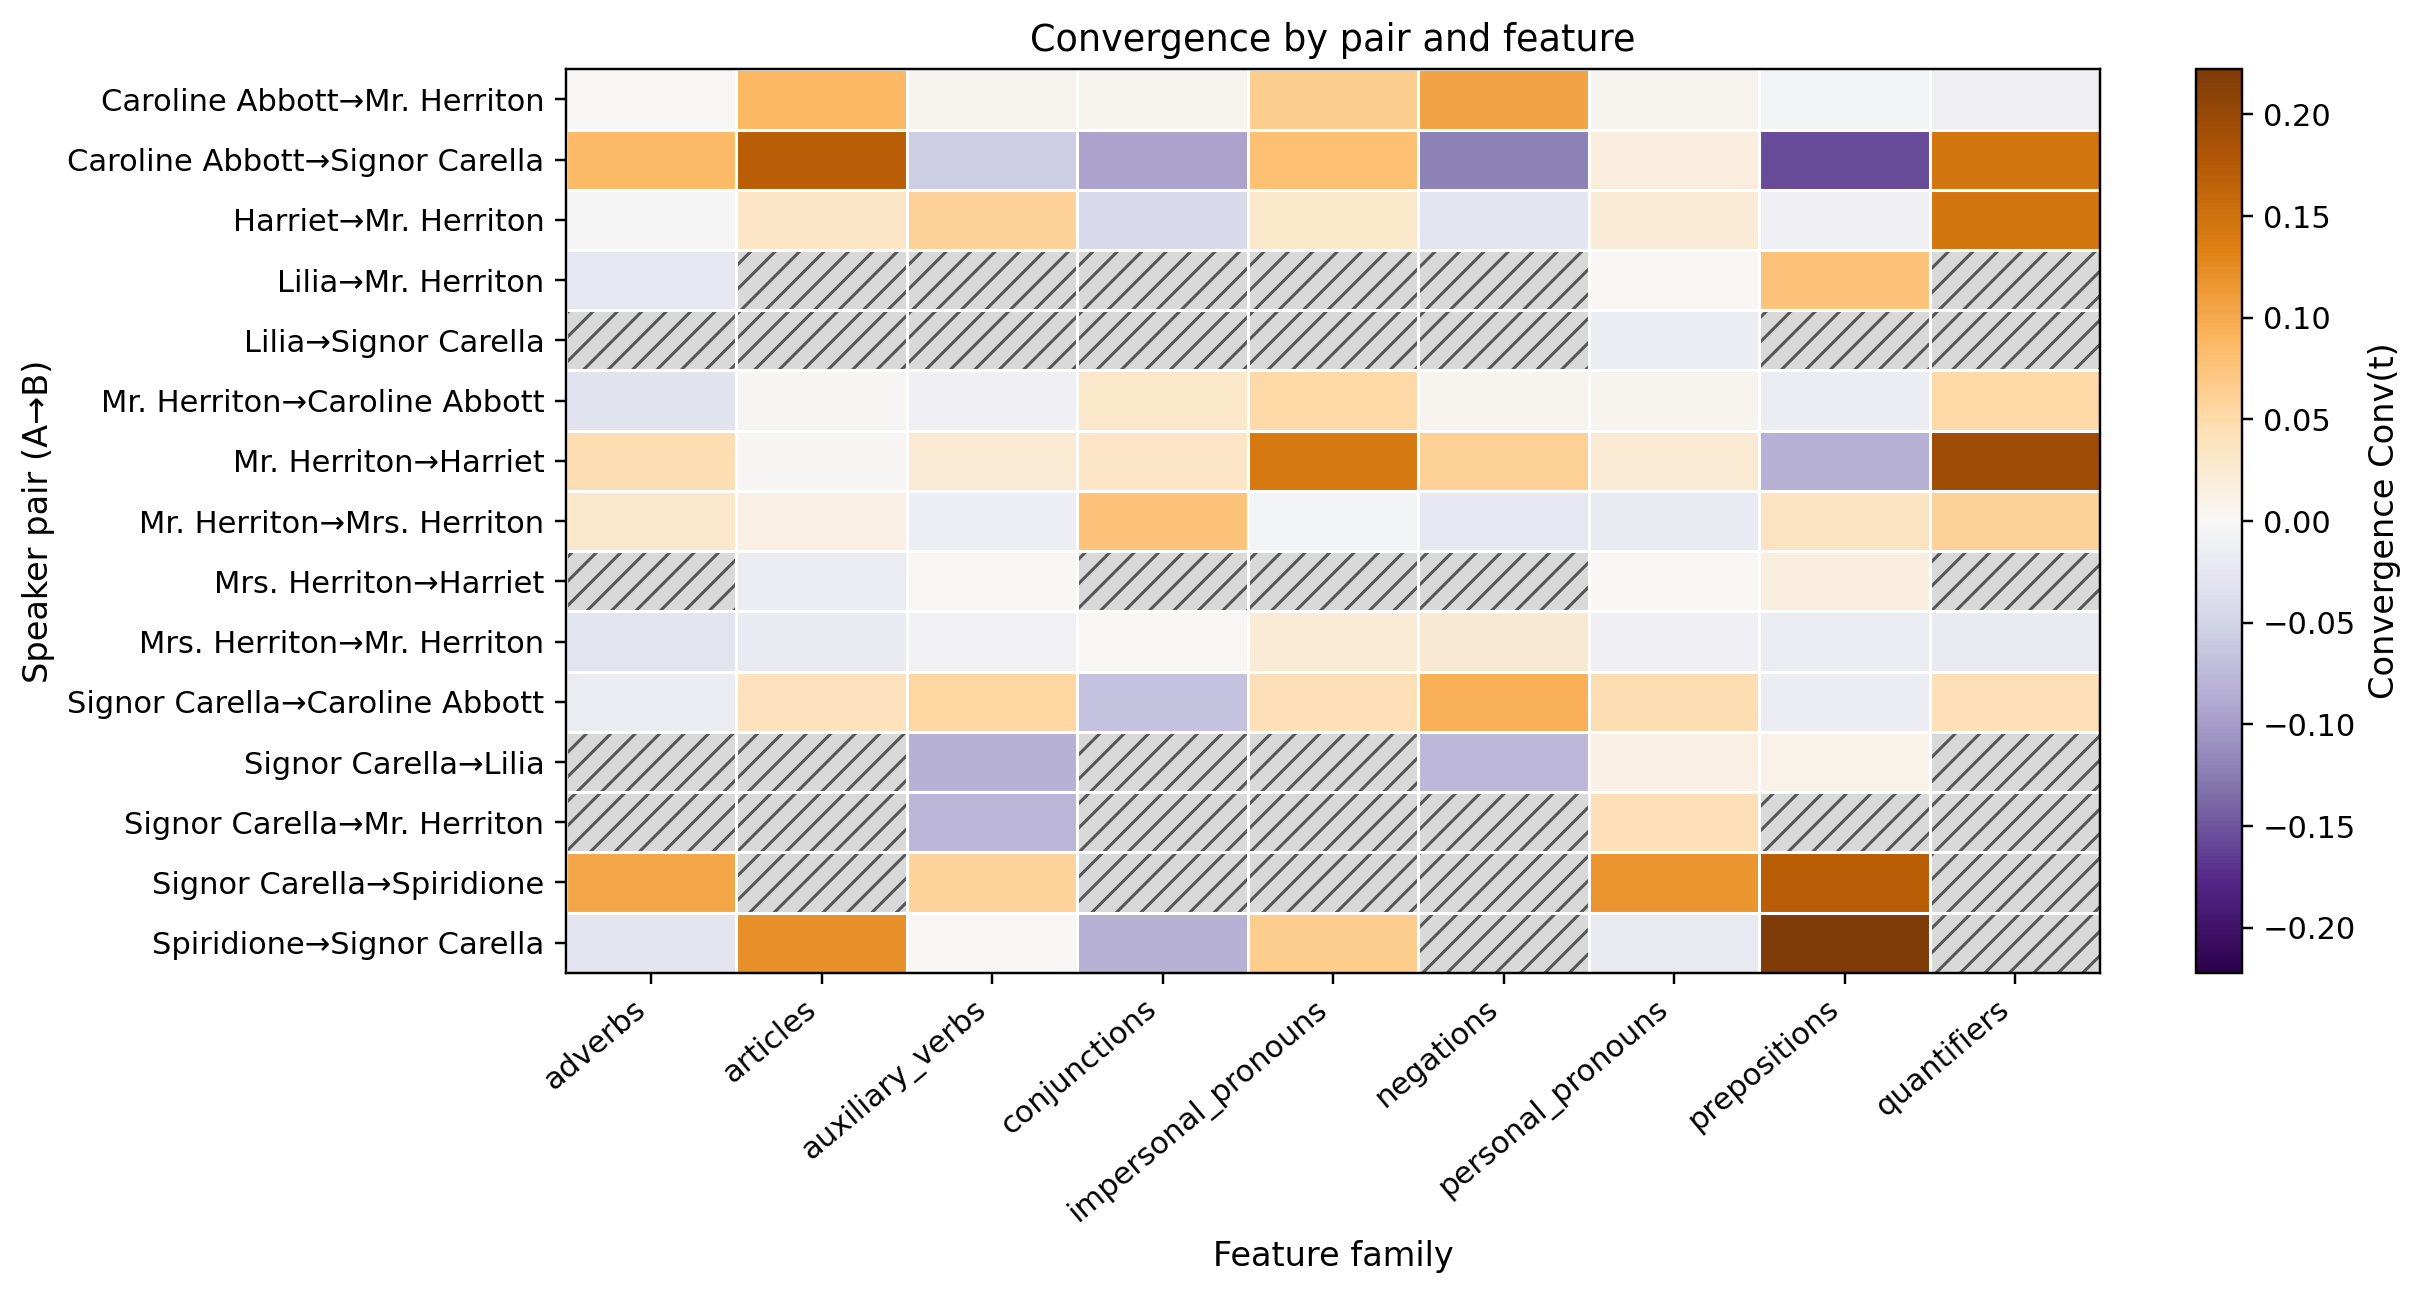 Convergence by pair and feature
Speaker pair (A→B)
Caroline Abbott→Mr. Herriton
Caroline Abbott→Signor Carella
Harriet→Mr. Herriton
Lilia→Mr. Herriton
Lilia→Signor Carella
Mr. Herriton→Caroline Abbott
Mr. Herriton→Harriet
Mr. Herriton→Mrs. Herriton
Mrs. Herriton→Harriet
Mrs. Herriton→Mr. Herriton
Signor Carella→Caroline Abbott
Signor Carella→Lilia
Signor Carella→Mr. Herriton
Signor Carella→Spiridione
Spiridione→Signor Carella
adverbs
articles
auxiliary_verbs
conjunctions
impersonal_pronouns
negations
personal_pronouns
prepositions
quantifiers
Feature family
0.20
0.15
0.10
0.05
0.00
−0.05
−0.10
−0.15
−0.20
Convergence Conv(t)